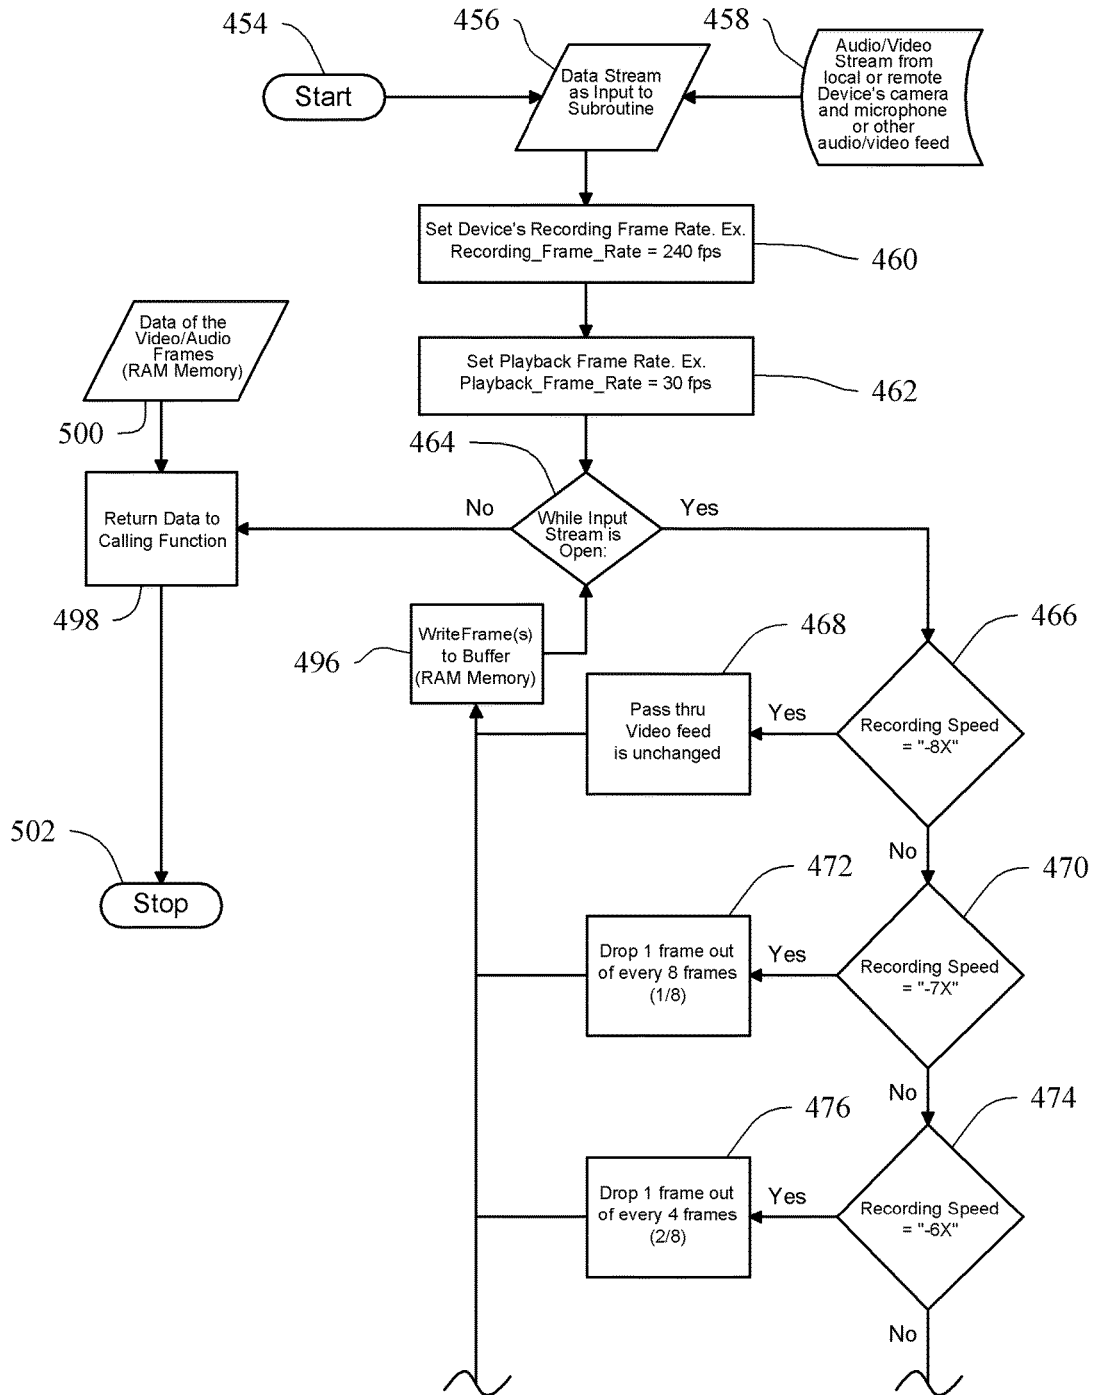 454
456
458
Start
Data Stream
as Input to
Subroutine
Audio/Video
Stream from
local or remote
Device's camera
and microphone
or other
audio/video feed
Set Device's Recording Frame Rate. Ex.
Recording_Frame_Rate = 240 fps
460
Data of the
Video/Audio
Frames
(RAM Memory)
Set Playback Frame Rate. Ex.
Playback_Frame_Rate = 30 fps
462
500
464
No
Yes
Return Data to
Calling Function
While Input
Stream is
Open:
498
WriteFrame(s)
to Buffer
(RAM Memory)
496
468
466
Pass thru
Video feed
is unchanged
Yes
Recording Speed
= "-8X"
No
502
Stop
472
470
Drop 1 frame out
of every 8 frames
(1/8)
Yes
Recording Speed
= "-7X"
No
476
474
Drop 1 frame out
of every 4 frames
(2/8)
Yes
Recording Speed
= "-6X"
No